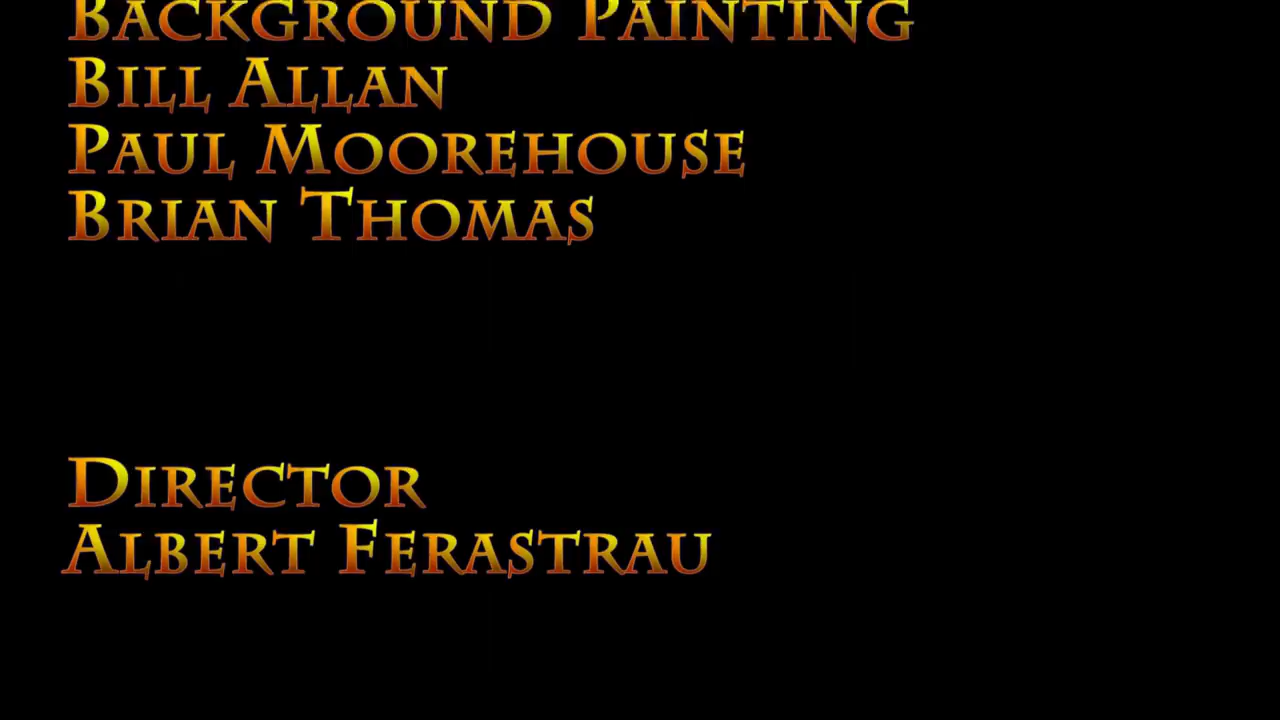 Background Painting
Bill Allan
Paul Moorehouse
Brian Thomas
Director
Albert Ferastrau